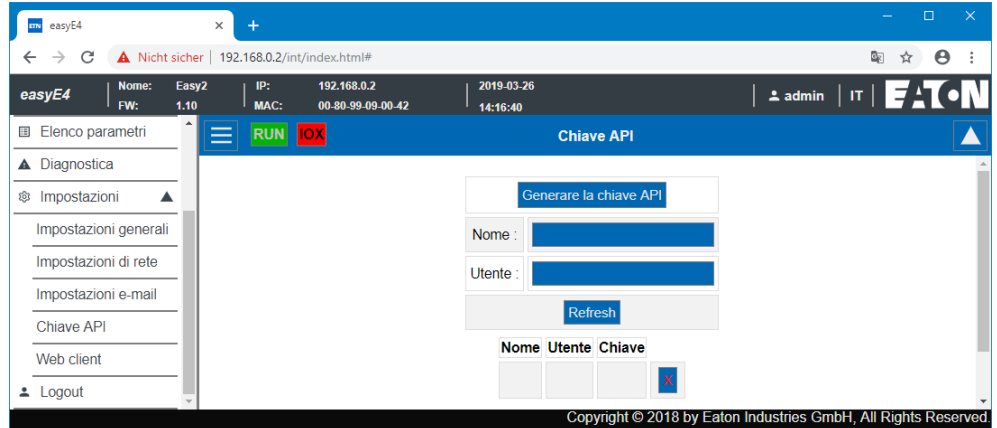 ETN easyE4
Nicht sicher | 192.168.0.2/int/index.html#
easyE4
Nome: Easy2
FW: 1.10
IP: 192.168.0.2
MAC: 00-80-99-09-00-42
2019-03-26
14:16:40
admin
IT
EATON
Elenco parametri
Diagnostica
Impostazioni
Impostazioni generali
Impostazioni di rete
Impostazioni e-mail
Chiave API
Web client
Logout
RUN IOX
Chiave API
Generare la chiave API
Nome :
Utente :
Refresh
Nome Utente Chiave
X
Copyright © 2018 by Eaton Industries GmbH, All Rights Reserved.